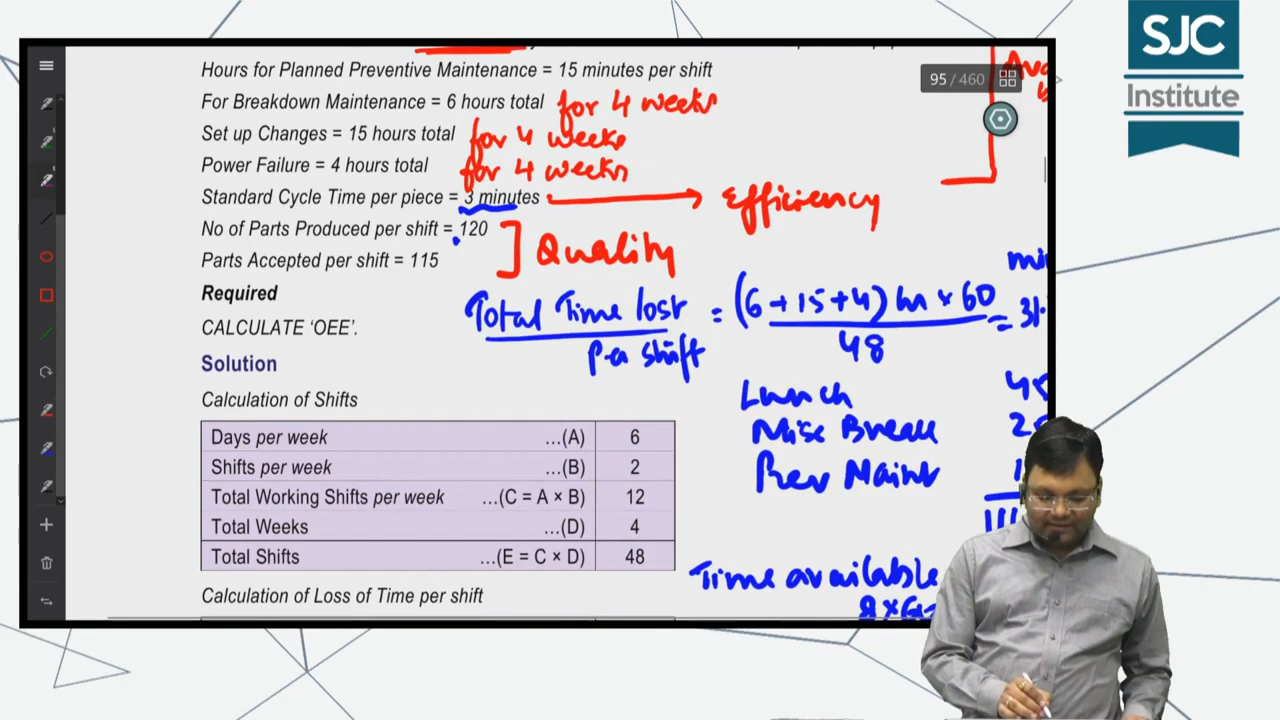 SJC
Institute
95 / 460
Hours for Planned Preventive Maintenance = 15 minutes per shift
For Breakdown Maintenance = 6 hours total for 4 weeks
Set up Changes = 15 hours total for 4 weeks
Power Failure = 4 hours total for 4 weeks
Standard Cycle Time per piece = 3 minutes Efficiency
No of Parts Produced per shift = 120
Parts Accepted per shift = 115
] Quality
Required
CALCULATE 'OEE'.
Total Time lost = (6+15+4) hr × 60 =
Per shift 48
Solution
Calculation of Shifts
Lunch
Misc Break
Prev Maint
Days per week ...(A) 6
Shifts per week ...(B) 2
Total Working Shifts per week ...(C = A × B) 12
Total Weeks ...(D) 4
Total Shifts ...(E = C × D) 48
Time available
Calculation of Loss of Time per shift